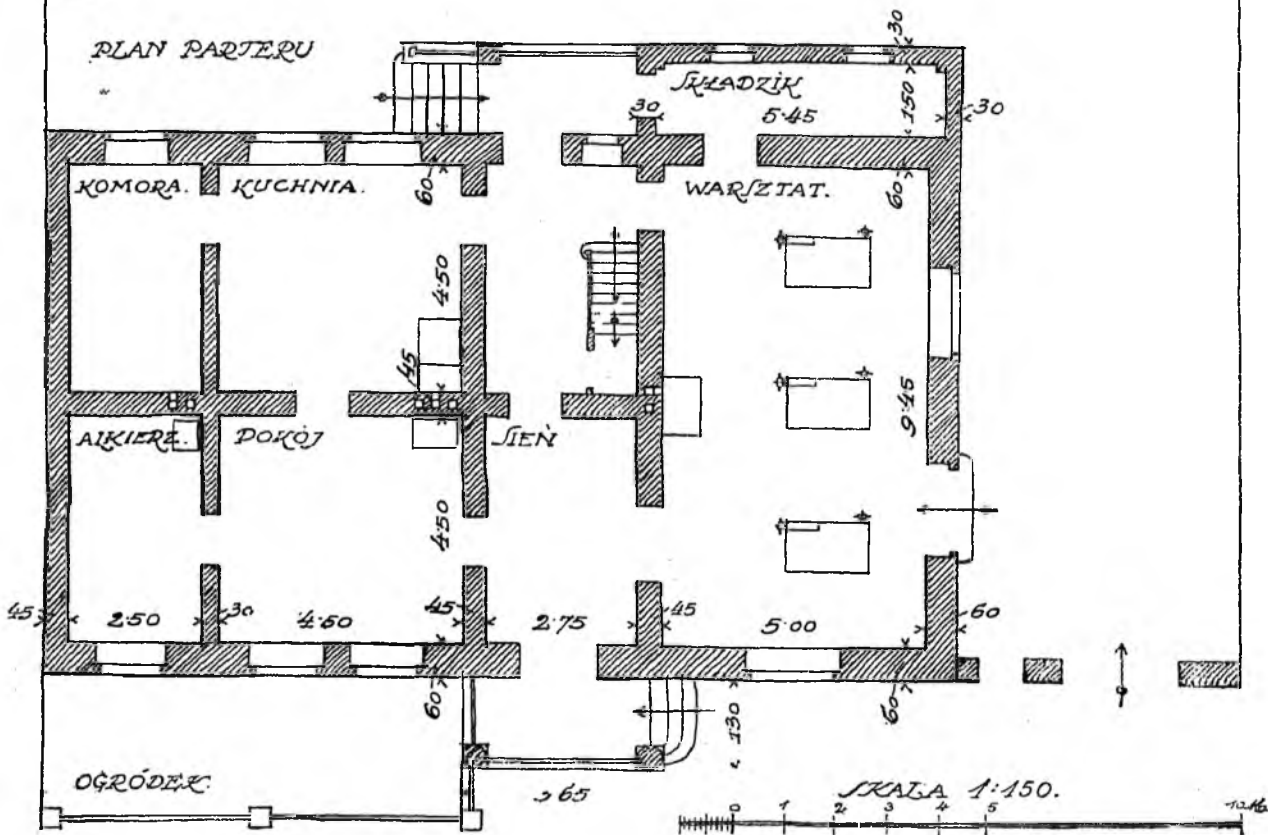 PLAN PARTERU
30
SKŁADZIK
30
5·45
150
30
KOMORA.
KUCHNIA.
60
WARSZTAT.
60
4·50
45
9·45
ALKIERZ.
POKÓJ
SIEŃ
4·50
45
2·50
30
4·60
45
2·75
45
5·00
60
60
130
60
OGRÓDEK.
65
SKALA 1:150.
0 1 2 3 4 5